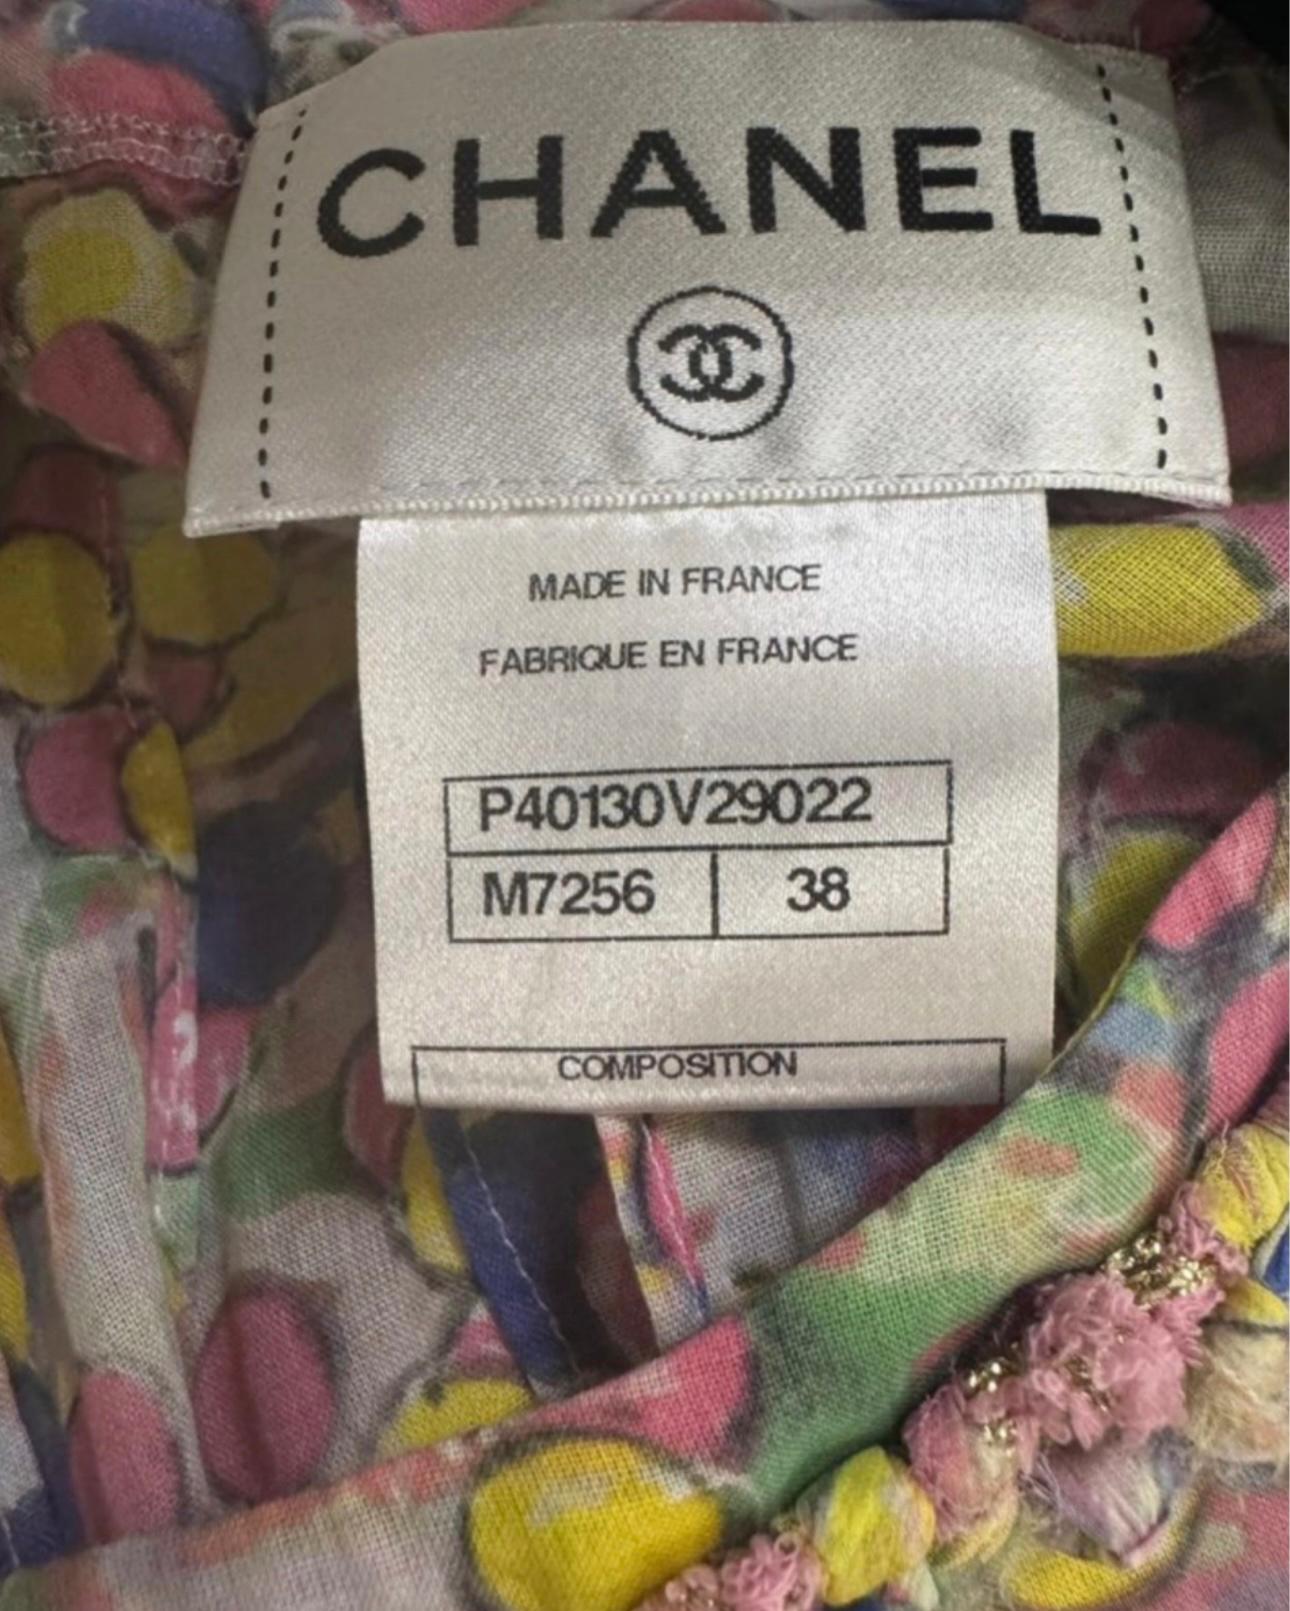 CHANEL
MADE IN FRANCE
FABRIQUE EN FRANCE
P40130V29022
M7256 38
COMPOSITION